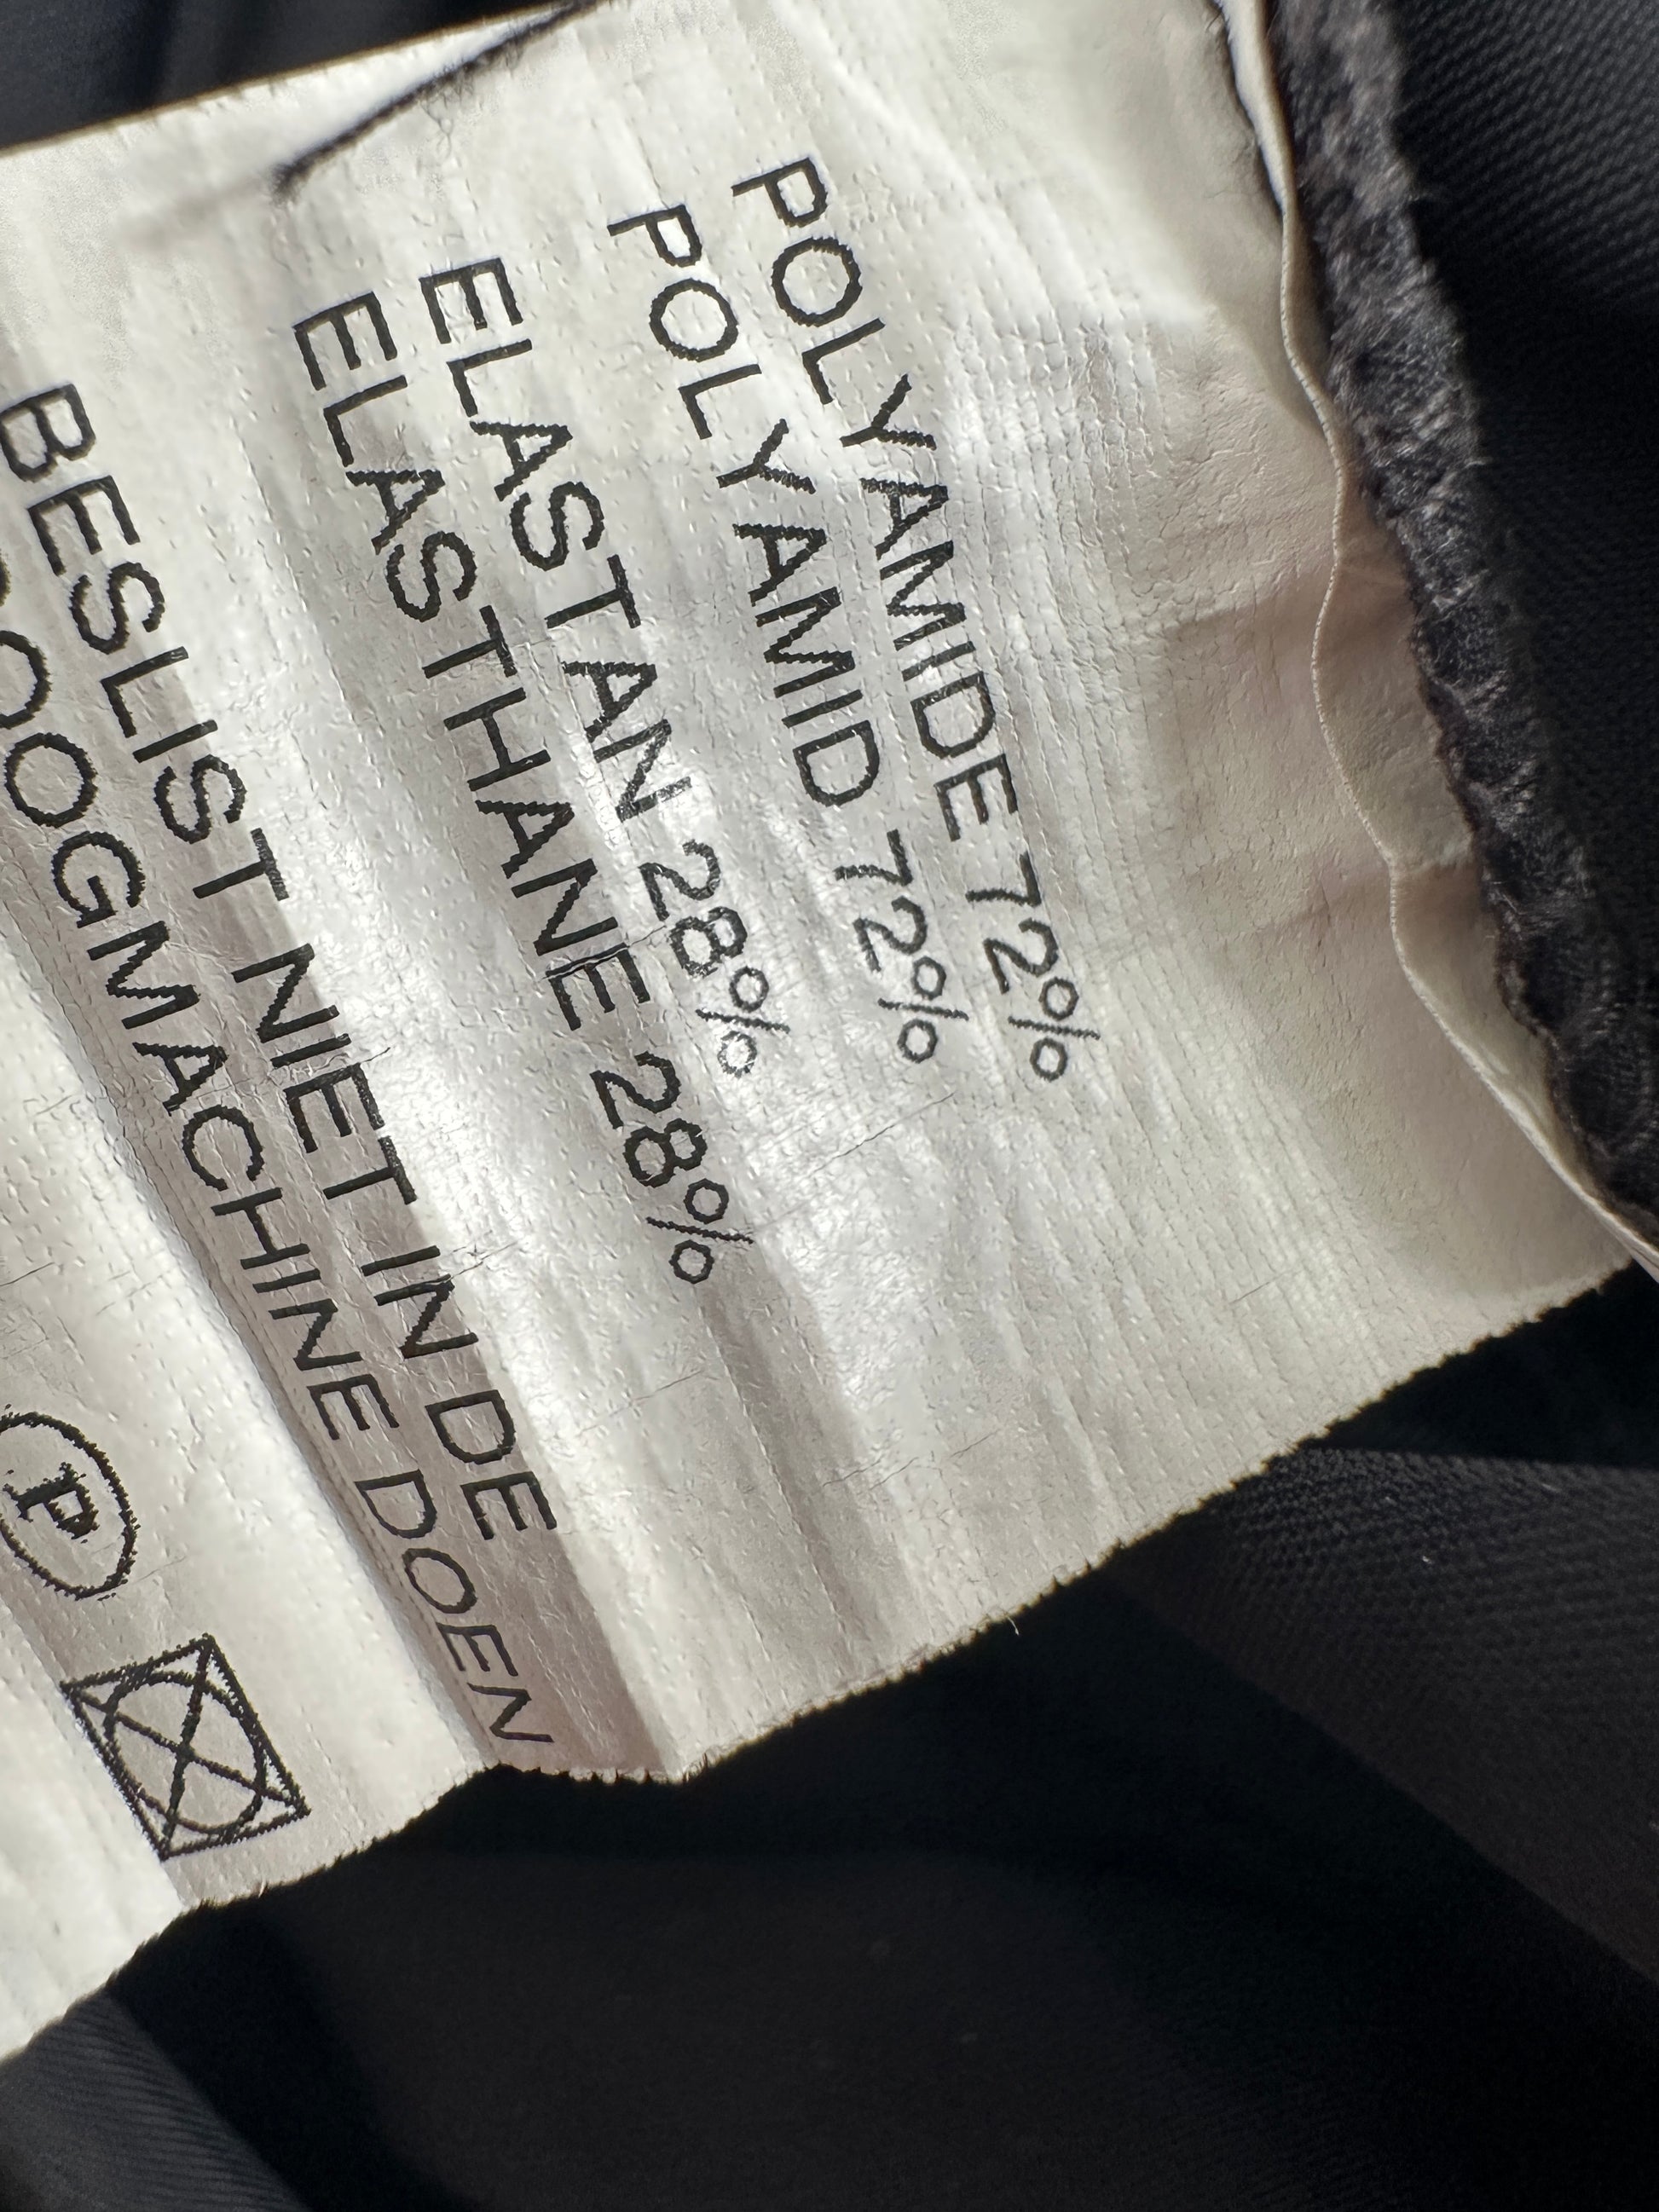 POLYAMIDE 72%
POLYAMID 72%
ELASTAN 28%
ELASTHANE 28%
BESLIST NIET IN DE
DROOGMACHINE DOEN
P